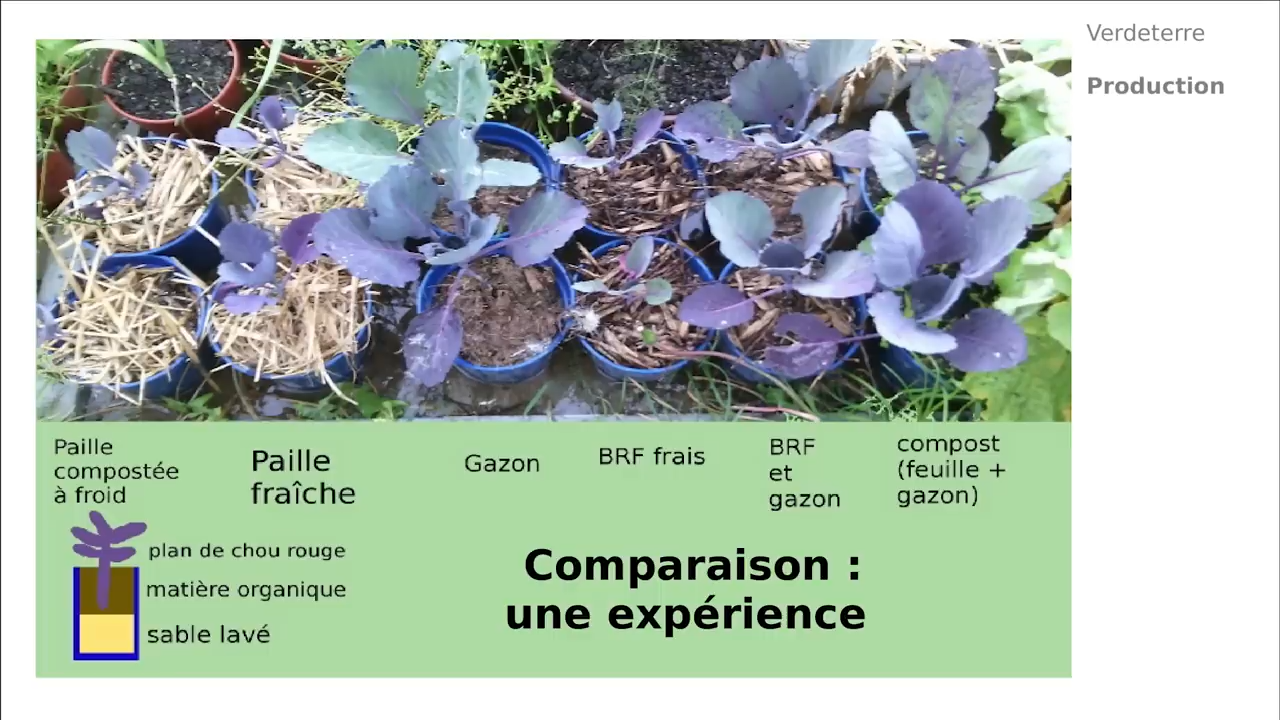 Verdeterre
Production
Paille
compostée
à froid
Paille
fraîche
Gazon
BRF frais
BRF
et
gazon
compost
(feuille +
gazon)
plan de chou rouge
matière organique
sable lavé
Comparaison :
une expérience